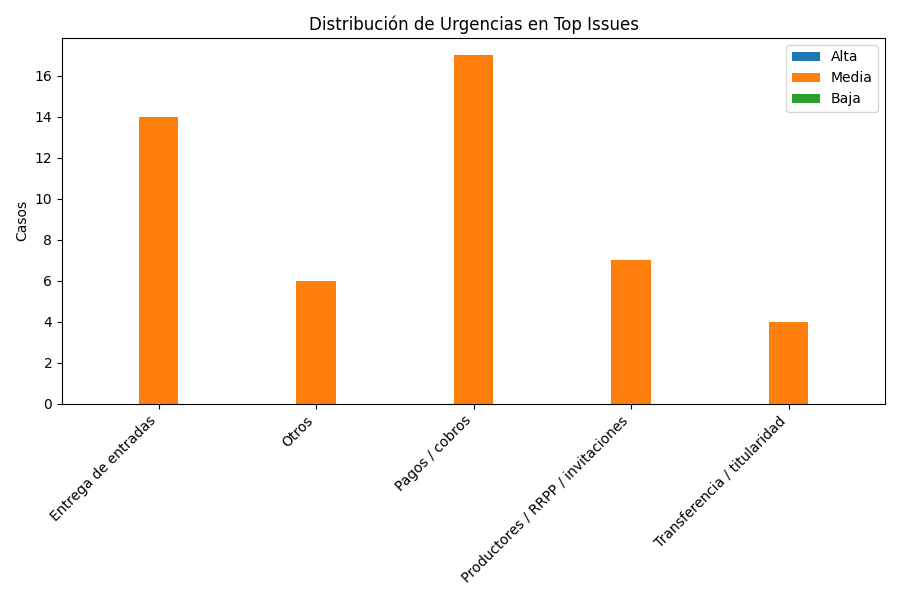 Distribución de Urgencias en Top Issues
Alta
Media
Baja
Casos
16
14
12
10
8
6
4
2
0
Entrega de entradas
Otros
Pagos / cobros
Productores / RRPP / invitaciones
Transferencia / titularidad